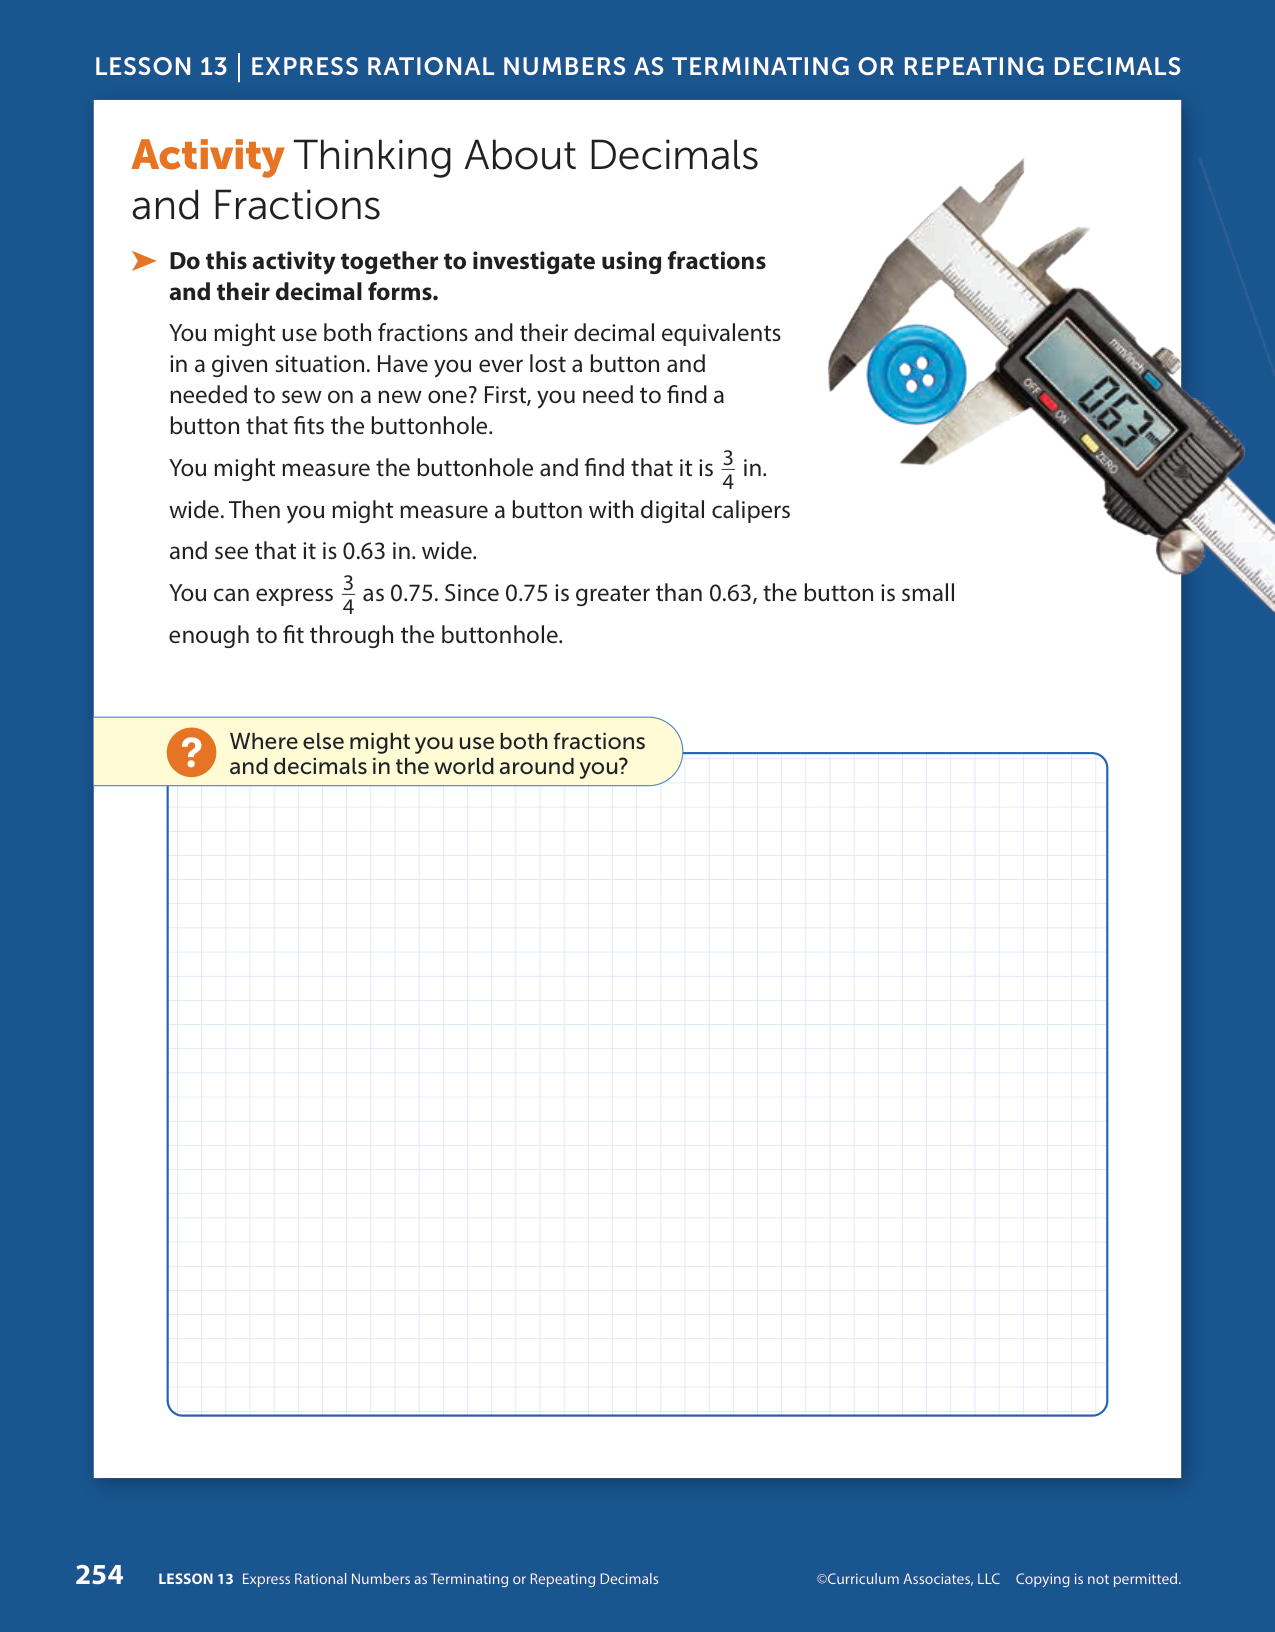 LESSON 13 | EXPRESS RATIONAL NUMBERS AS TERMINATING OR REPEATING DECIMALS
Activity Thinking About Decimals
and Fractions
Do this activity together to investigate using fractions
and their decimal forms.
You might use both fractions and their decimal equivalents
in a given situation. Have you ever lost a button and
needed to sew on a new one? First, you need to find a
button that fits the buttonhole.
You might measure the buttonhole and find that it is 3/4 in.
wide. Then you might measure a button with digital calipers
and see that it is 0.63 in. wide.
You can express 3/4 as 0.75. Since 0.75 is greater than 0.63, the button is small
enough to fit through the buttonhole.
mm/inch
OFF
ON
0.63
mm
ZERO
? Where else might you use both fractions
and decimals in the world around you?
254 LESSON 13 Express Rational Numbers as Terminating or Repeating Decimals
©Curriculum Associates, LLC Copying is not permitted.